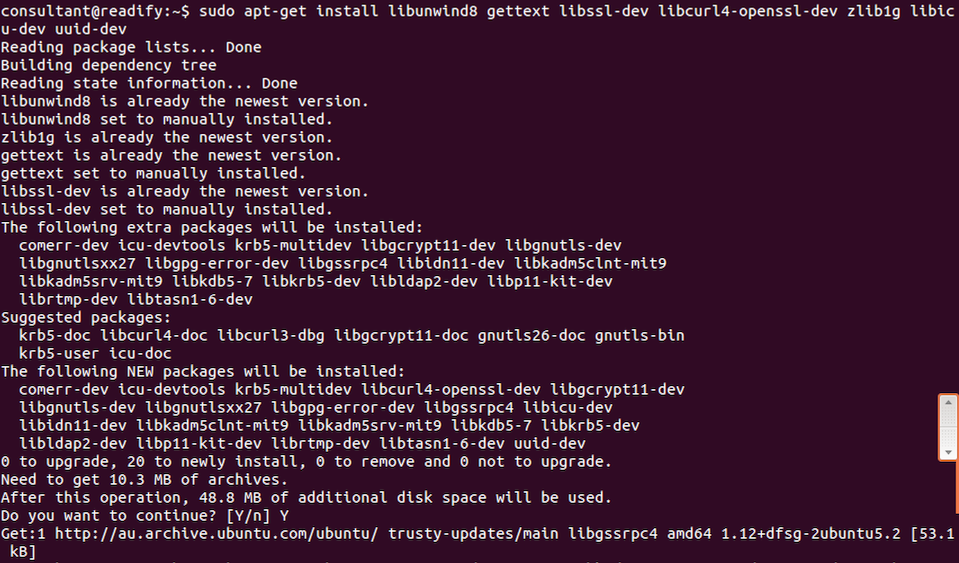 consultant@readify:~$ sudo apt-get install libunwind8 gettext libssl-dev libcurl4-openssl-dev zlib1g libic
u-dev uuid-dev
Reading package lists... Done
Building dependency tree
Reading state information... Done
libunwind8 is already the newest version.
libunwind8 set to manually installed.
zlib1g is already the newest version.
gettext is already the newest version.
gettext set to manually installed.
libssl-dev is already the newest version.
libssl-dev set to manually installed.
The following extra packages will be installed:
  comerr-dev icu-devtools krb5-multidev libgcrypt11-dev libgnutls-dev
  libgnutlsxx27 libgpg-error-dev libgssrpc4 libidn11-dev libkadm5clnt-mit9
  libkadm5srv-mit9 libkdb5-7 libkrb5-dev libldap2-dev libp11-kit-dev
  librtmp-dev libtasn1-6-dev
Suggested packages:
  krb5-doc libcurl4-doc libcurl3-dbg libgcrypt11-doc gnutls26-doc gnutls-bin
  krb5-user icu-doc
The following NEW packages will be installed:
  comerr-dev icu-devtools krb5-multidev libcurl4-openssl-dev libgcrypt11-dev
  libgnutls-dev libgnutlsxx27 libgpg-error-dev libgssrpc4 libicu-dev
  libidn11-dev libkadm5clnt-mit9 libkadm5srv-mit9 libkdb5-7 libkrb5-dev
  libldap2-dev libp11-kit-dev librtmp-dev libtasn1-6-dev uuid-dev
0 to upgrade, 20 to newly install, 0 to remove and 0 not to upgrade.
Need to get 10.3 MB of archives.
After this operation, 48.8 MB of additional disk space will be used.
Do you want to continue? [Y/n] Y
Get:1 http://au.archive.ubuntu.com/ubuntu/ trusty-updates/main libgssrpc4 amd64 1.12+dfsg-2ubuntu5.2 [53.1
 kB]